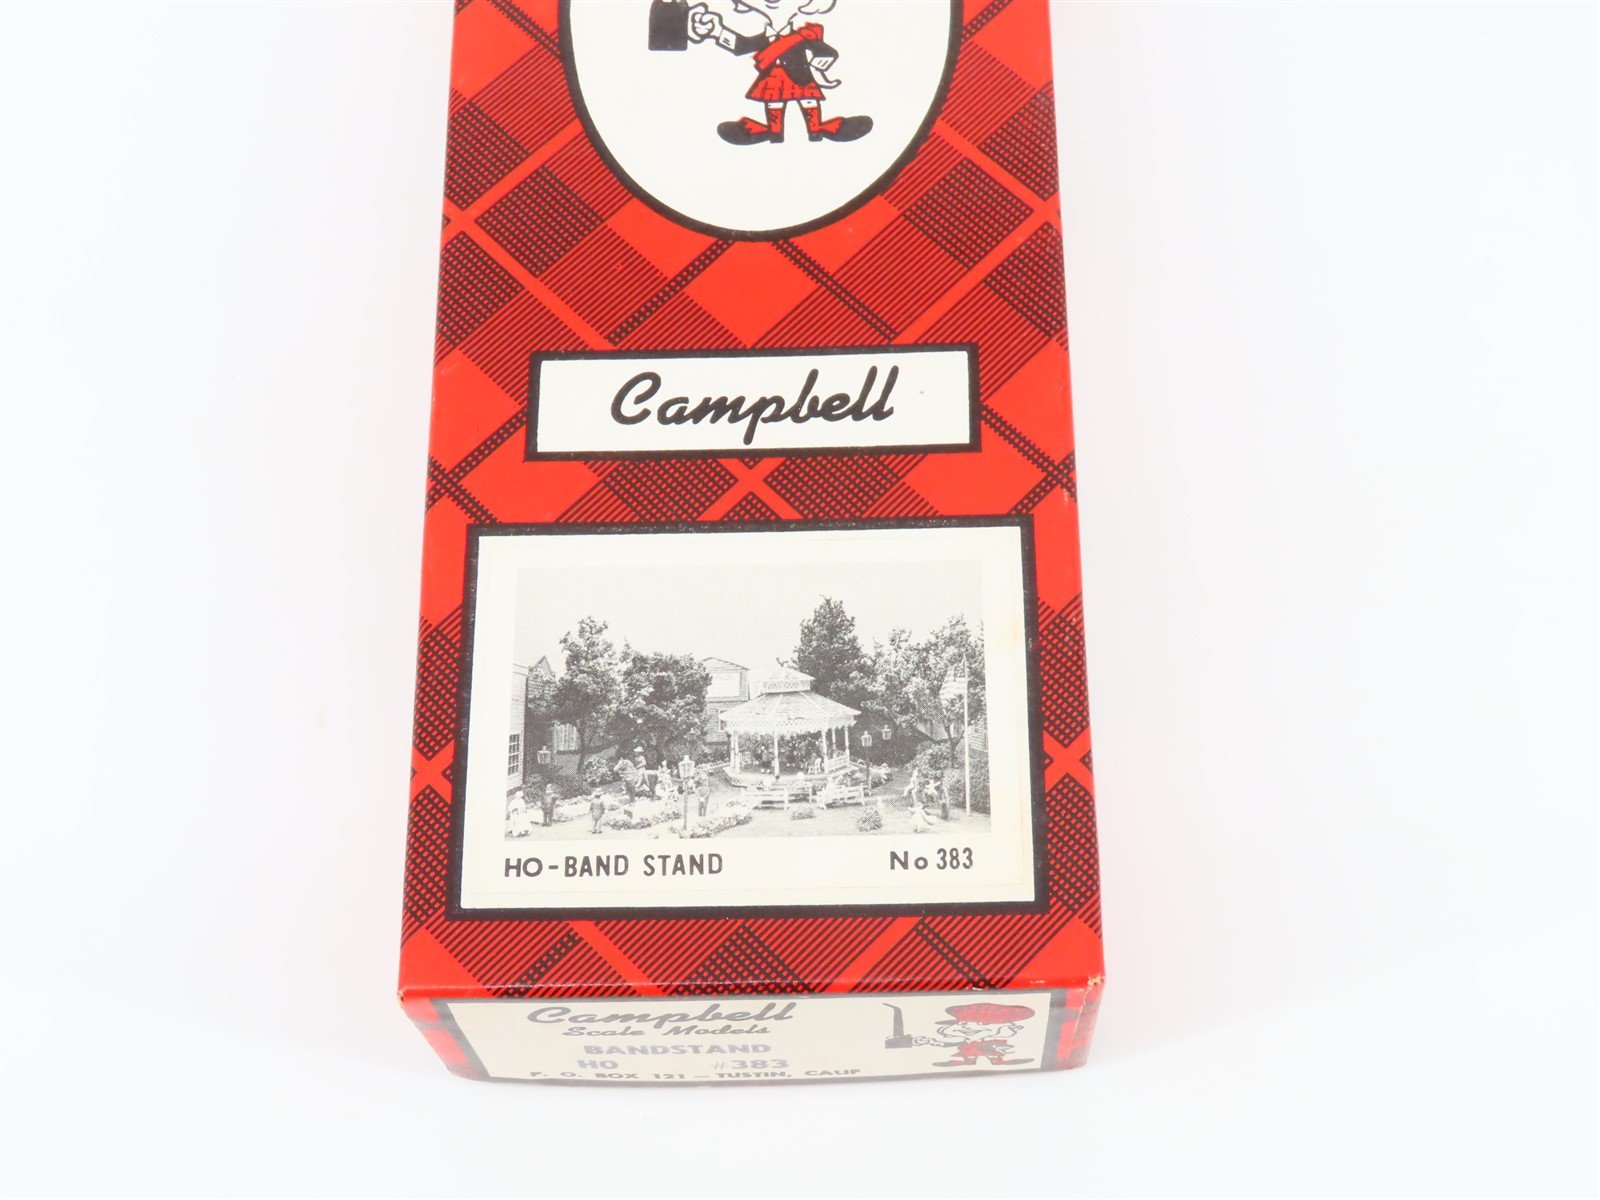 Campbell
HO-BAND STAND No 383
Campbell
Scale Models
BANDSTAND
HO #383
P. O. BOX 121 — TUSTIN, CALIF